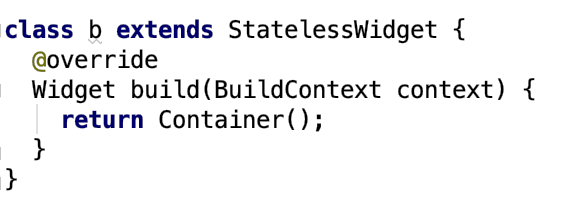 class b extends StatelessWidget {
  @override
  Widget build(BuildContext context) {
    return Container();
  }
}